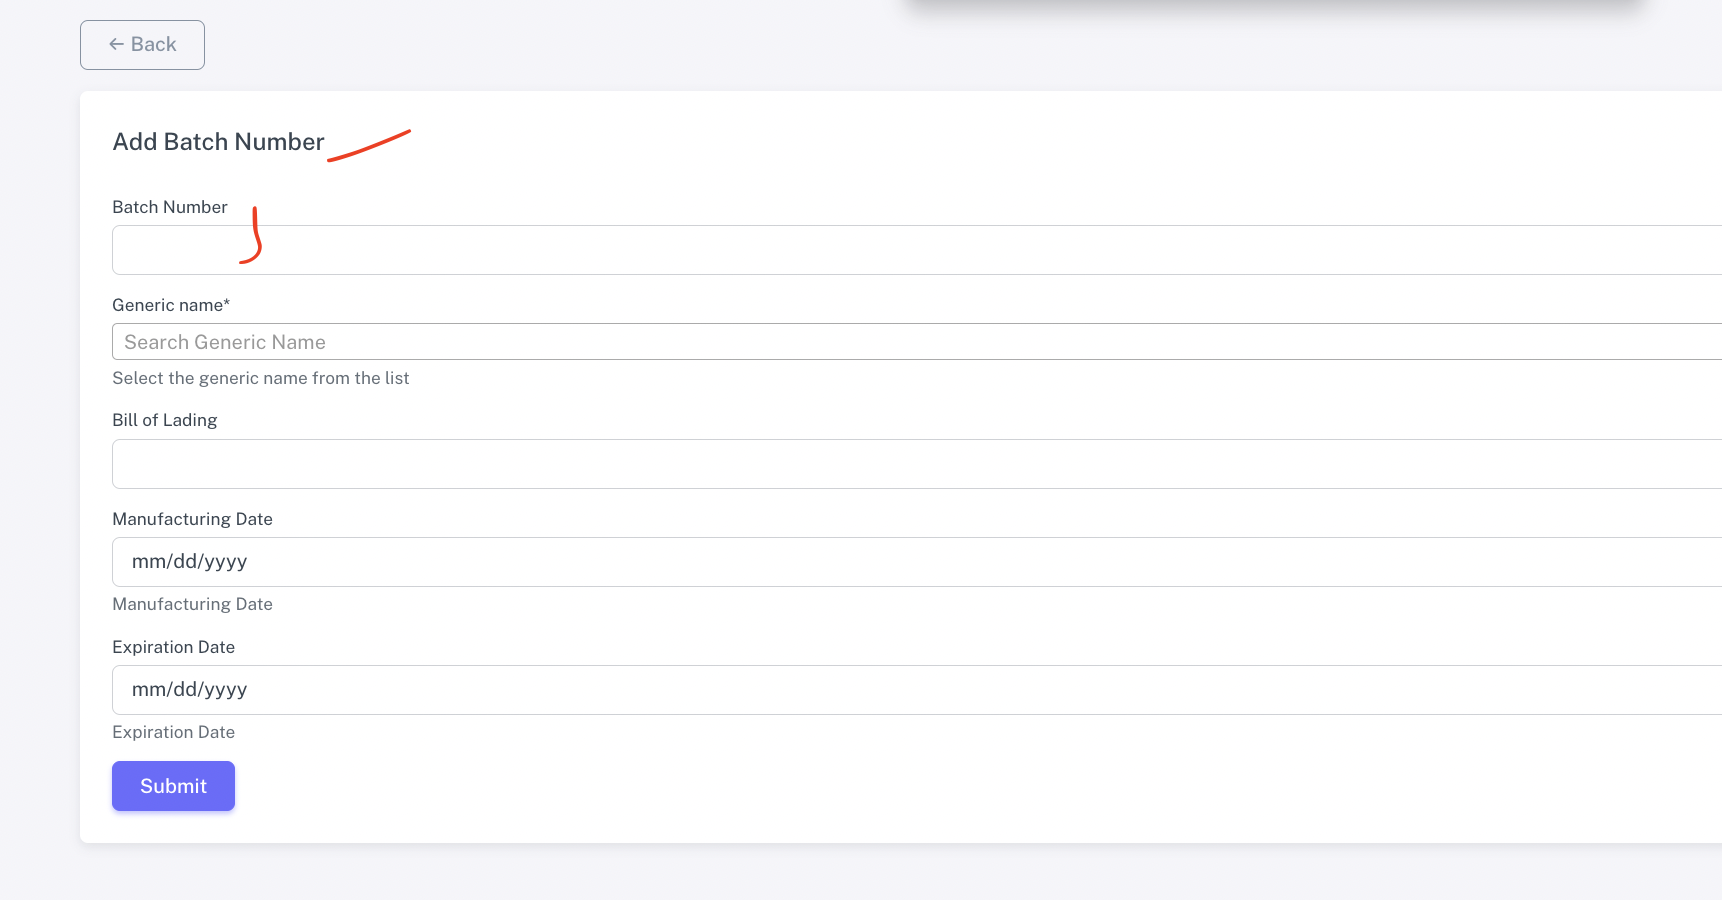 ← Back
Add Batch Number
Batch Number
Generic name*
Search Generic Name
Select the generic name from the list
Bill of Lading
Manufacturing Date
mm/dd/yyyy
Manufacturing Date
Expiration Date
mm/dd/yyyy
Expiration Date
Submit